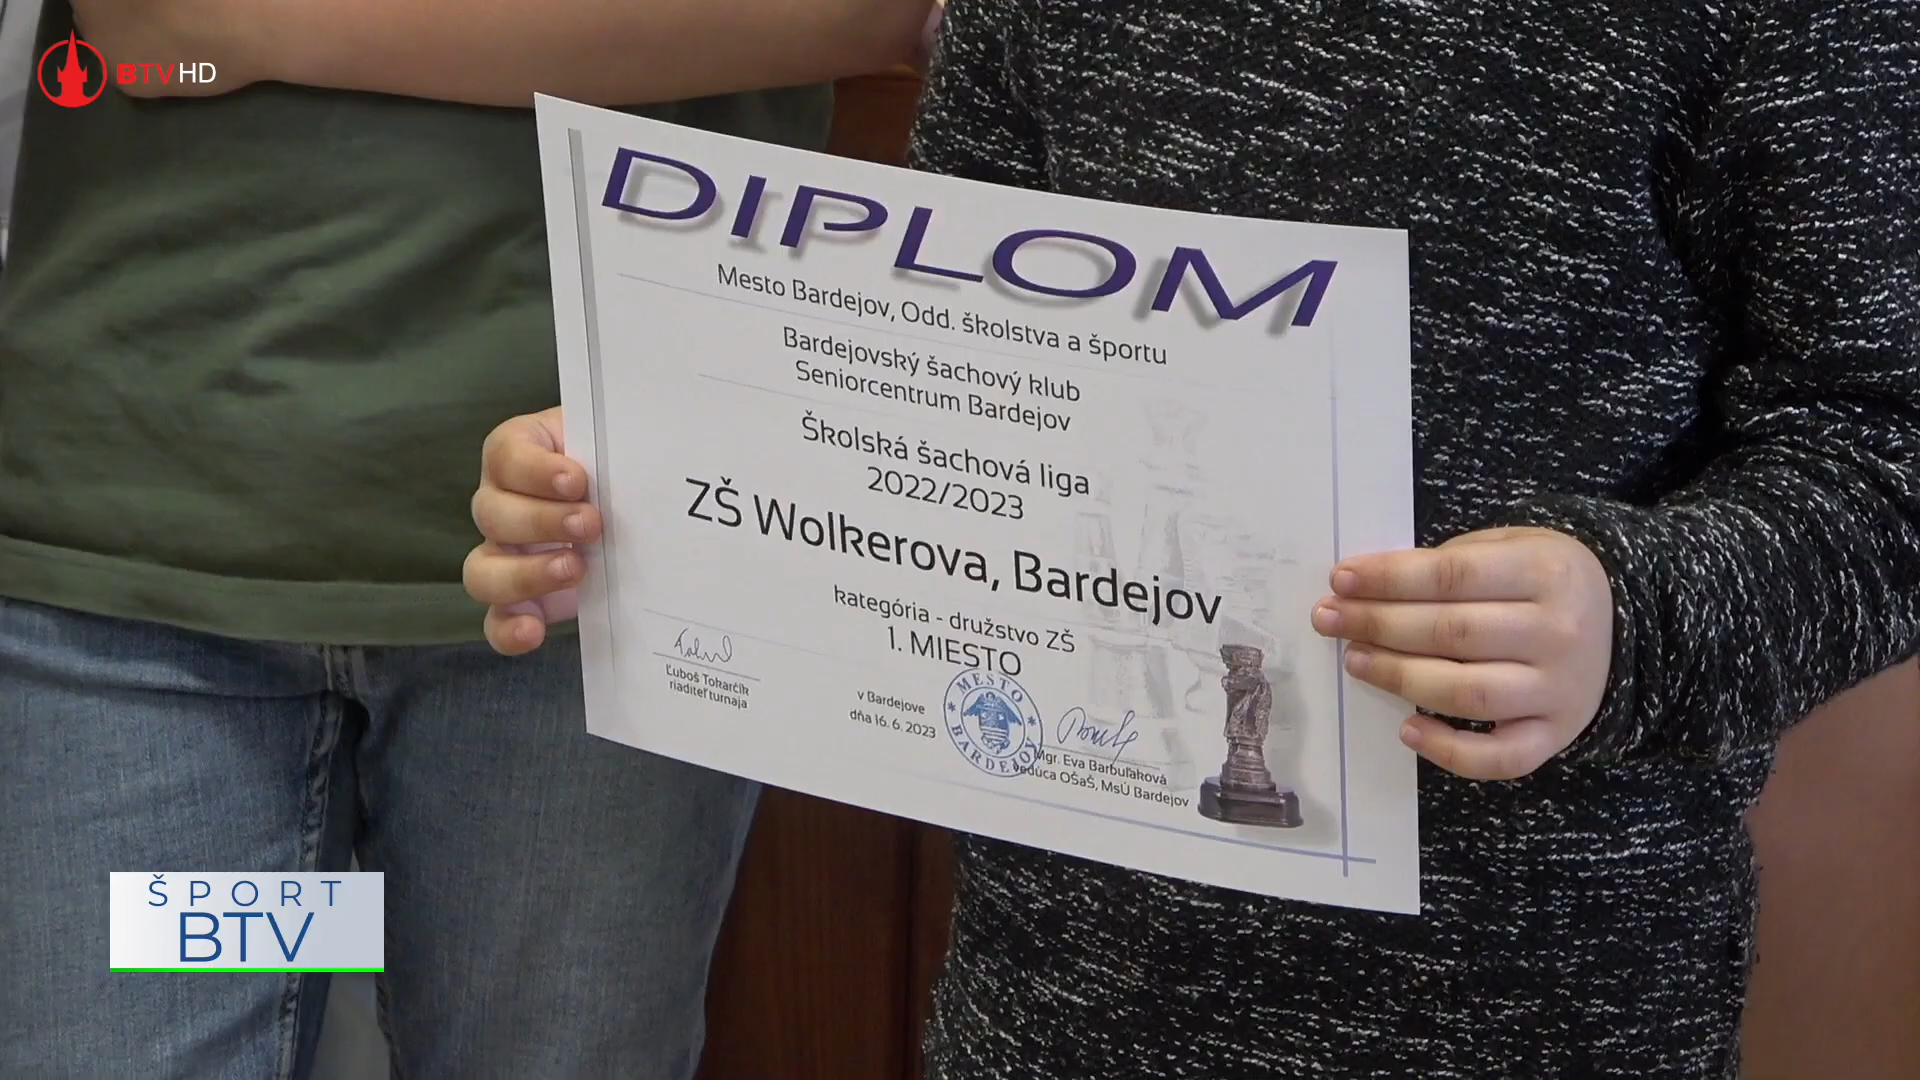 BTV HD
DIPLOM
Mesto Bardejov, Odd. školstva a športu
Bardejovský šachový klub
Seniorcentrum Bardejov
Školská šachová liga
2022/2023
ZŠ Wolkerova, Bardejov
kategória - družstvo ZŠ
1. MIESTO
Ľuboš Tokarčík
riaditeľ turnaja
v Bardejove
dňa 16. 6. 2023
MESTO
BARDEJOV
Mgr. Eva Barbuľaková
vedúca OŠaŠ, MsÚ Bardejov
ŠPORT
BTV